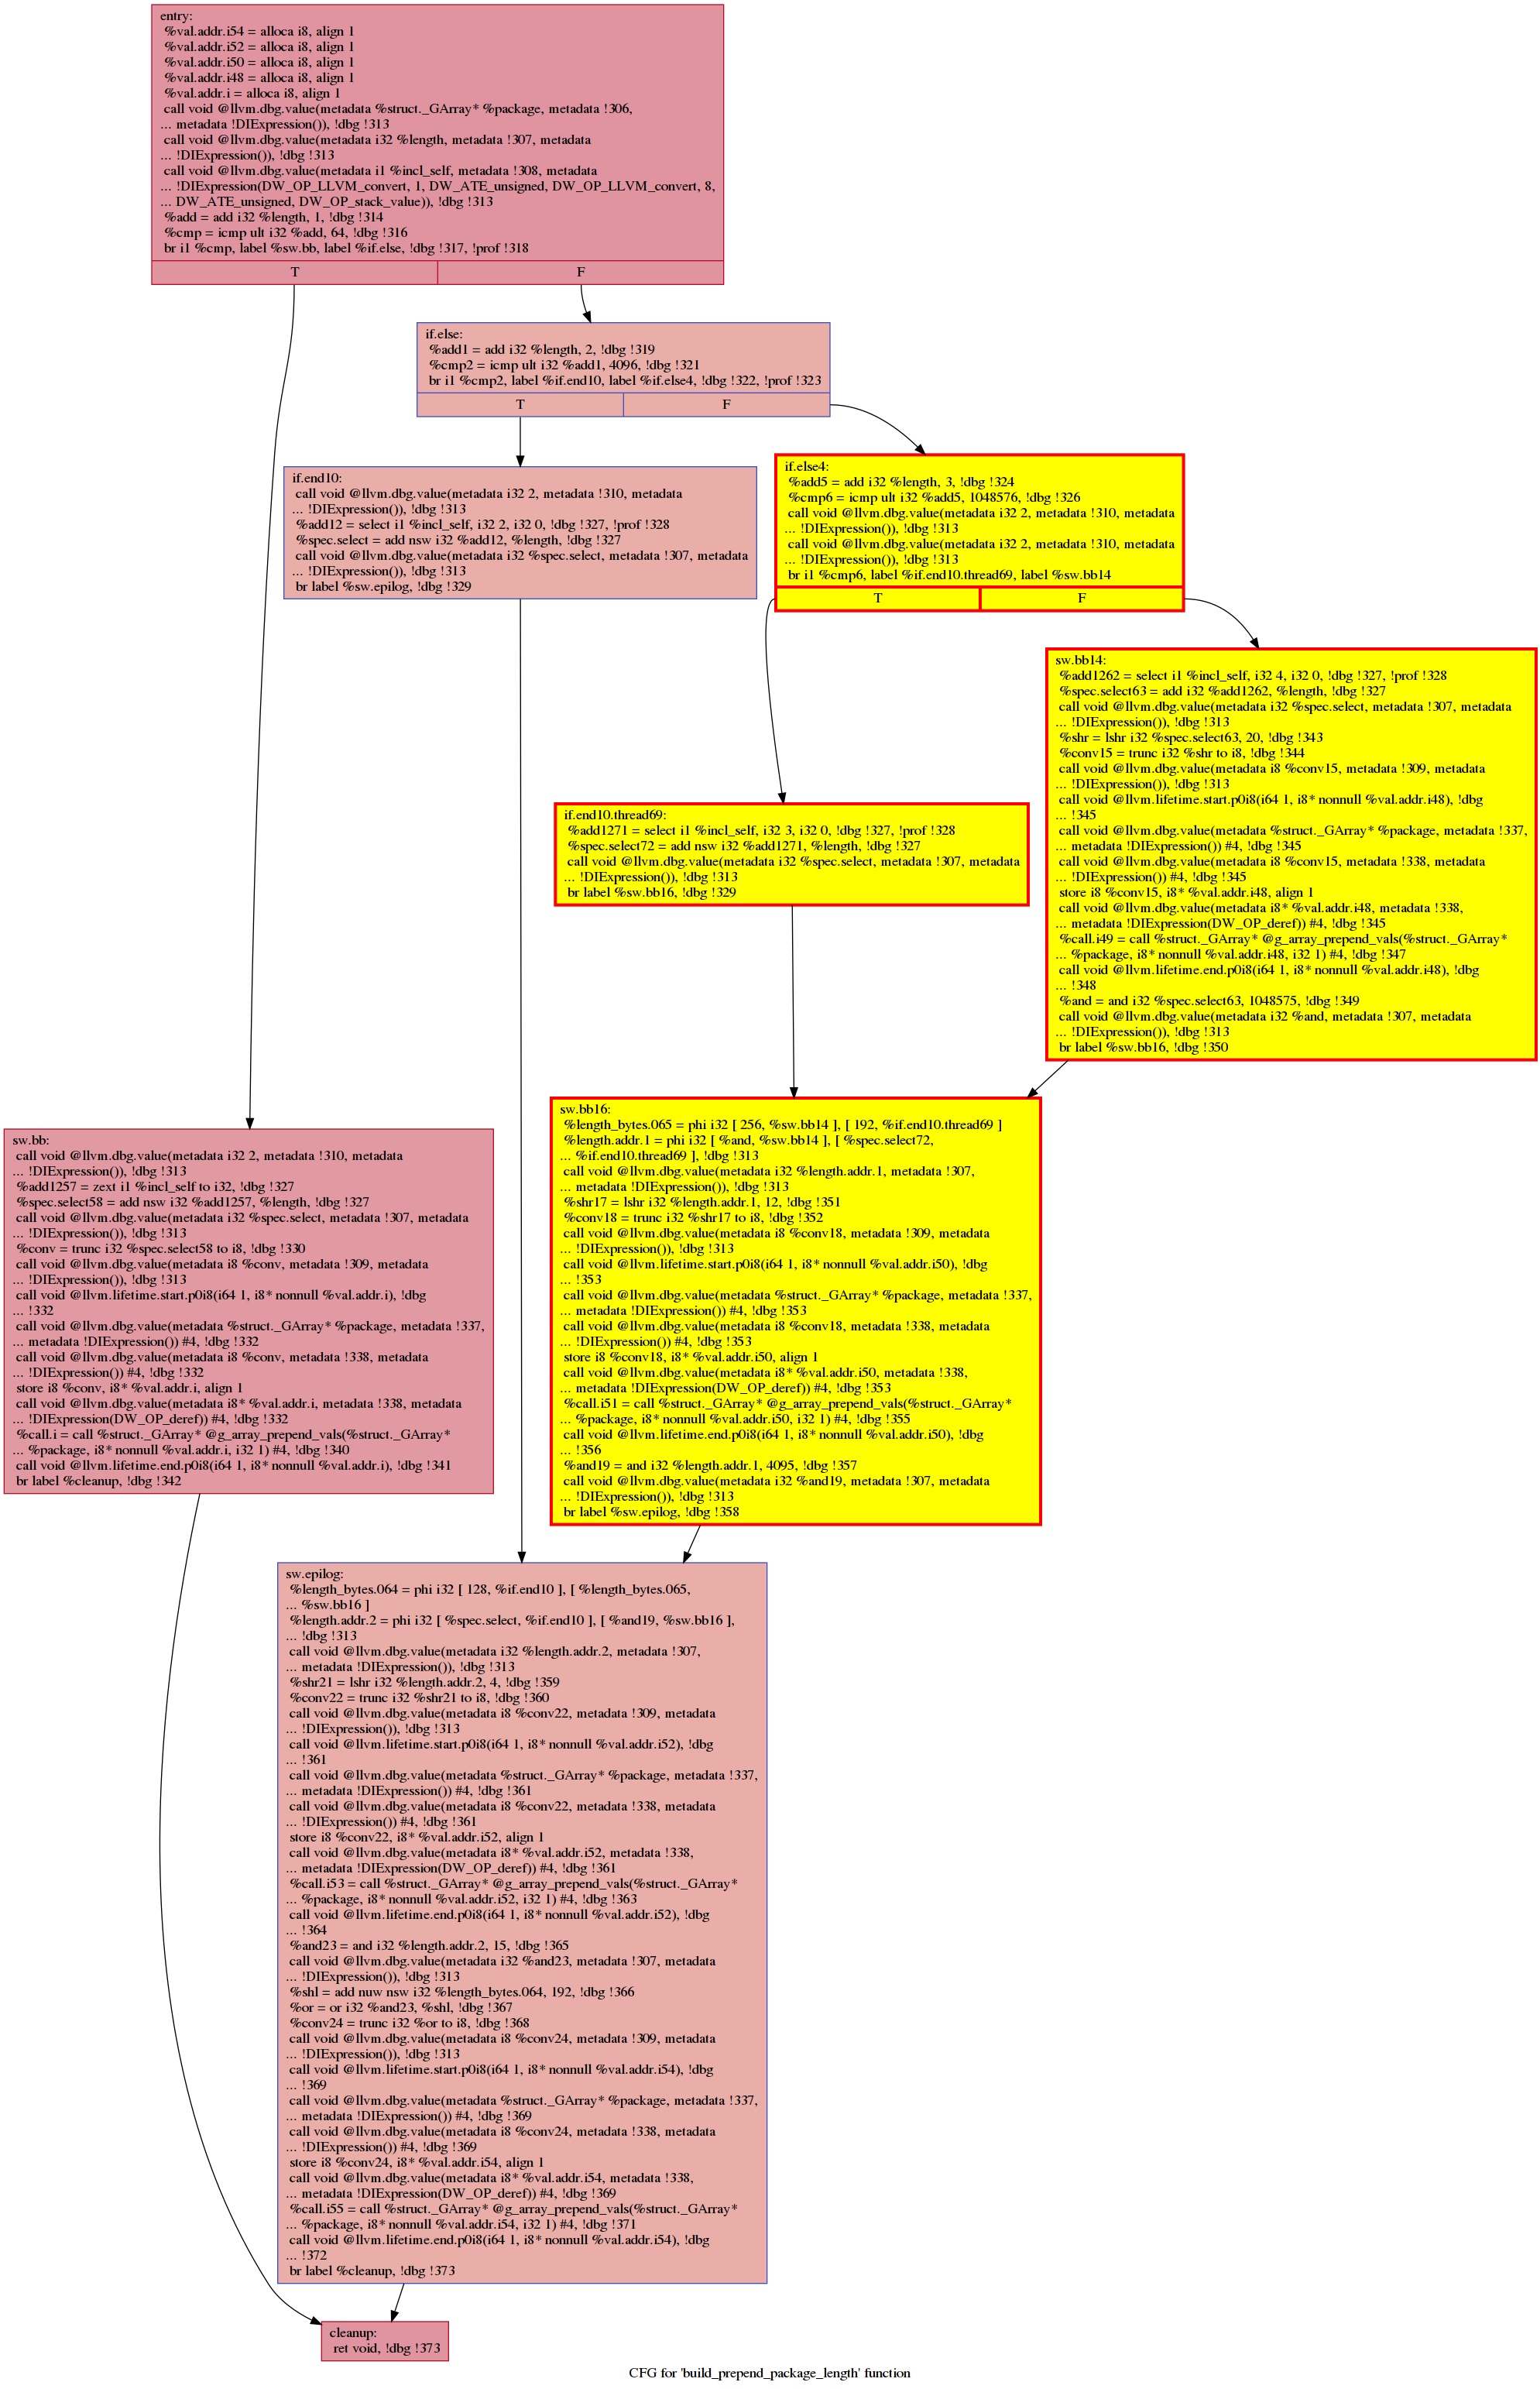 entry:
%val.addr.i54 = alloca i8, align 1
%val.addr.i52 = alloca i8, align 1
%val.addr.i50 = alloca i8, align 1
%val.addr.i48 = alloca i8, align 1
%val.addr.i = alloca i8, align 1
call void @llvm.dbg.value(metadata %struct._GArray* %package, metadata !306,
... metadata !DIExpression()), !dbg !313
call void @llvm.dbg.value(metadata i32 %length, metadata !307, metadata
... !DIExpression()), !dbg !313
call void @llvm.dbg.value(metadata i1 %incl_self, metadata !308, metadata
... !DIExpression(DW_OP_LLVM_convert, 1, DW_ATE_unsigned, DW_OP_LLVM_convert, 8,
... DW_ATE_unsigned, DW_OP_stack_value)), !dbg !313
%add = add i32 %length, 1, !dbg !314
%cmp = icmp ult i32 %add, 64, !dbg !316
br i1 %cmp, label %sw.bb, label %if.else, !dbg !317, !prof !318
T
F
if.else:
%add1 = add i32 %length, 2, !dbg !319
%cmp2 = icmp ult i32 %add1, 4096, !dbg !321
br i1 %cmp2, label %if.end10, label %if.else4, !dbg !322, !prof !323
T
F
if.end10:
call void @llvm.dbg.value(metadata i32 2, metadata !310, metadata
... !DIExpression()), !dbg !313
%add12 = select i1 %incl_self, i32 2, i32 0, !dbg !327, !prof !328
%spec.select = add nsw i32 %add12, %length, !dbg !327
call void @llvm.dbg.value(metadata i32 %spec.select, metadata !307, metadata
... !DIExpression()), !dbg !313
br label %sw.epilog, !dbg !329
if.else4:
%add5 = add i32 %length, 3, !dbg !324
%cmp6 = icmp ult i32 %add5, 1048576, !dbg !326
call void @llvm.dbg.value(metadata i32 2, metadata !310, metadata
... !DIExpression()), !dbg !313
call void @llvm.dbg.value(metadata i32 2, metadata !310, metadata
... !DIExpression()), !dbg !313
br i1 %cmp6, label %if.end10.thread69, label %sw.bb14
T
F
sw.bb14:
%add1262 = select i1 %incl_self, i32 4, i32 0, !dbg !327, !prof !328
%spec.select63 = add i32 %add1262, %length, !dbg !327
call void @llvm.dbg.value(metadata i32 %spec.select, metadata !307, metadata
... !DIExpression()), !dbg !313
%shr = lshr i32 %spec.select63, 20, !dbg !343
%conv15 = trunc i32 %shr to i8, !dbg !344
call void @llvm.dbg.value(metadata i8 %conv15, metadata !309, metadata
... !DIExpression()), !dbg !313
call void @llvm.lifetime.start.p0i8(i64 1, i8* nonnull %val.addr.i48), !dbg
... !345
call void @llvm.dbg.value(metadata %struct._GArray* %package, metadata !337,
... metadata !DIExpression()) #4, !dbg !345
call void @llvm.dbg.value(metadata i8 %conv15, metadata !338, metadata
... !DIExpression()) #4, !dbg !345
store i8 %conv15, i8* %val.addr.i48, align 1
call void @llvm.dbg.value(metadata i8* %val.addr.i48, metadata !338,
... metadata !DIExpression(DW_OP_deref)) #4, !dbg !345
%call.i49 = call %struct._GArray* @g_array_prepend_vals(%struct._GArray*
... %package, i8* nonnull %val.addr.i48, i32 1) #4, !dbg !347
call void @llvm.lifetime.end.p0i8(i64 1, i8* nonnull %val.addr.i48), !dbg
... !348
%and = and i32 %spec.select63, 1048575, !dbg !349
call void @llvm.dbg.value(metadata i32 %and, metadata !307, metadata
... !DIExpression()), !dbg !313
br label %sw.bb16, !dbg !350
if.end10.thread69:
%add1271 = select i1 %incl_self, i32 3, i32 0, !dbg !327, !prof !328
%spec.select72 = add nsw i32 %add1271, %length, !dbg !327
call void @llvm.dbg.value(metadata i32 %spec.select, metadata !307, metadata
... !DIExpression()), !dbg !313
br label %sw.bb16, !dbg !329
sw.bb16:
%length_bytes.065 = phi i32 [ 256, %sw.bb14 ], [ 192, %if.end10.thread69 ]
%length.addr.1 = phi i32 [ %and, %sw.bb14 ], [ %spec.select72,
... %if.end10.thread69 ], !dbg !313
call void @llvm.dbg.value(metadata i32 %length.addr.1, metadata !307,
... metadata !DIExpression()), !dbg !313
%shr17 = lshr i32 %length.addr.1, 12, !dbg !351
%conv18 = trunc i32 %shr17 to i8, !dbg !352
call void @llvm.dbg.value(metadata i8 %conv18, metadata !309, metadata
... !DIExpression()), !dbg !313
call void @llvm.lifetime.start.p0i8(i64 1, i8* nonnull %val.addr.i50), !dbg
... !353
call void @llvm.dbg.value(metadata %struct._GArray* %package, metadata !337,
... metadata !DIExpression()) #4, !dbg !353
call void @llvm.dbg.value(metadata i8 %conv18, metadata !338, metadata
... !DIExpression()) #4, !dbg !353
store i8 %conv18, i8* %val.addr.i50, align 1
call void @llvm.dbg.value(metadata i8* %val.addr.i50, metadata !338,
... metadata !DIExpression(DW_OP_deref)) #4, !dbg !353
%call.i51 = call %struct._GArray* @g_array_prepend_vals(%struct._GArray*
... %package, i8* nonnull %val.addr.i50, i32 1) #4, !dbg !355
call void @llvm.lifetime.end.p0i8(i64 1, i8* nonnull %val.addr.i50), !dbg
... !356
%and19 = and i32 %length.addr.1, 4095, !dbg !357
call void @llvm.dbg.value(metadata i32 %and19, metadata !307, metadata
... !DIExpression()), !dbg !313
br label %sw.epilog, !dbg !358
sw.bb:
call void @llvm.dbg.value(metadata i32 2, metadata !310, metadata
... !DIExpression()), !dbg !313
%add1257 = zext i1 %incl_self to i32, !dbg !327
%spec.select58 = add nsw i32 %add1257, %length, !dbg !327
call void @llvm.dbg.value(metadata i32 %spec.select, metadata !307, metadata
... !DIExpression()), !dbg !313
%conv = trunc i32 %spec.select58 to i8, !dbg !330
call void @llvm.dbg.value(metadata i8 %conv, metadata !309, metadata
... !DIExpression()), !dbg !313
call void @llvm.lifetime.start.p0i8(i64 1, i8* nonnull %val.addr.i), !dbg
... !332
call void @llvm.dbg.value(metadata %struct._GArray* %package, metadata !337,
... metadata !DIExpression()) #4, !dbg !332
call void @llvm.dbg.value(metadata i8 %conv, metadata !338, metadata
... !DIExpression()) #4, !dbg !332
store i8 %conv, i8* %val.addr.i, align 1
call void @llvm.dbg.value(metadata i8* %val.addr.i, metadata !338, metadata
... !DIExpression(DW_OP_deref)) #4, !dbg !332
%call.i = call %struct._GArray* @g_array_prepend_vals(%struct._GArray*
... %package, i8* nonnull %val.addr.i, i32 1) #4, !dbg !340
call void @llvm.lifetime.end.p0i8(i64 1, i8* nonnull %val.addr.i), !dbg !341
br label %cleanup, !dbg !342
sw.epilog:
%length_bytes.064 = phi i32 [ 128, %if.end10 ], [ %length_bytes.065,
... %sw.bb16 ]
%length.addr.2 = phi i32 [ %spec.select, %if.end10 ], [ %and19, %sw.bb16 ],
... !dbg !313
call void @llvm.dbg.value(metadata i32 %length.addr.2, metadata !307,
... metadata !DIExpression()), !dbg !313
%shr21 = lshr i32 %length.addr.2, 4, !dbg !359
%conv22 = trunc i32 %shr21 to i8, !dbg !360
call void @llvm.dbg.value(metadata i8 %conv22, metadata !309, metadata
... !DIExpression()), !dbg !313
call void @llvm.lifetime.start.p0i8(i64 1, i8* nonnull %val.addr.i52), !dbg
... !361
call void @llvm.dbg.value(metadata %struct._GArray* %package, metadata !337,
... metadata !DIExpression()) #4, !dbg !361
call void @llvm.dbg.value(metadata i8 %conv22, metadata !338, metadata
... !DIExpression()) #4, !dbg !361
store i8 %conv22, i8* %val.addr.i52, align 1
call void @llvm.dbg.value(metadata i8* %val.addr.i52, metadata !338,
... metadata !DIExpression(DW_OP_deref)) #4, !dbg !361
%call.i53 = call %struct._GArray* @g_array_prepend_vals(%struct._GArray*
... %package, i8* nonnull %val.addr.i52, i32 1) #4, !dbg !363
call void @llvm.lifetime.end.p0i8(i64 1, i8* nonnull %val.addr.i52), !dbg
... !364
%and23 = and i32 %length.addr.2, 15, !dbg !365
call void @llvm.dbg.value(metadata i32 %and23, metadata !307, metadata
... !DIExpression()), !dbg !313
%shl = add nuw nsw i32 %length_bytes.064, 192, !dbg !366
%or = or i32 %and23, %shl, !dbg !367
%conv24 = trunc i32 %or to i8, !dbg !368
call void @llvm.dbg.value(metadata i8 %conv24, metadata !309, metadata
... !DIExpression()), !dbg !313
call void @llvm.lifetime.start.p0i8(i64 1, i8* nonnull %val.addr.i54), !dbg
... !369
call void @llvm.dbg.value(metadata %struct._GArray* %package, metadata !337,
... metadata !DIExpression()) #4, !dbg !369
call void @llvm.dbg.value(metadata i8 %conv24, metadata !338, metadata
... !DIExpression()) #4, !dbg !369
store i8 %conv24, i8* %val.addr.i54, align 1
call void @llvm.dbg.value(metadata i8* %val.addr.i54, metadata !338,
... metadata !DIExpression(DW_OP_deref)) #4, !dbg !369
%call.i55 = call %struct._GArray* @g_array_prepend_vals(%struct._GArray*
... %package, i8* nonnull %val.addr.i54, i32 1) #4, !dbg !371
call void @llvm.lifetime.end.p0i8(i64 1, i8* nonnull %val.addr.i54), !dbg
... !372
br label %cleanup, !dbg !373
cleanup:
ret void, !dbg !373
CFG for 'build_prepend_package_length' function